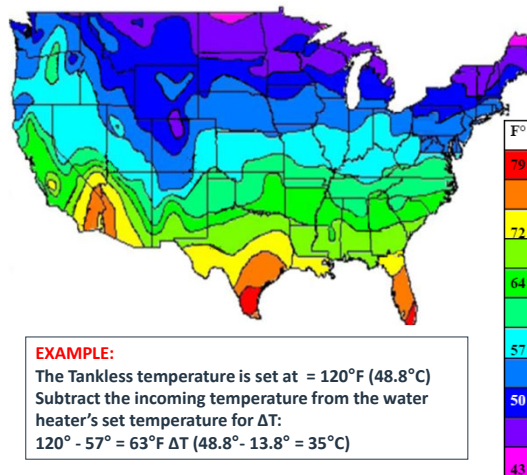 F°
79
72
64
57
50
43
EXAMPLE:
The Tankless temperature is set at = 120°F (48.8°C)
Subtract the incoming temperature from the water
heater's set temperature for ΔT:
120° - 57° = 63°F ΔT (48.8°- 13.8° = 35°C)